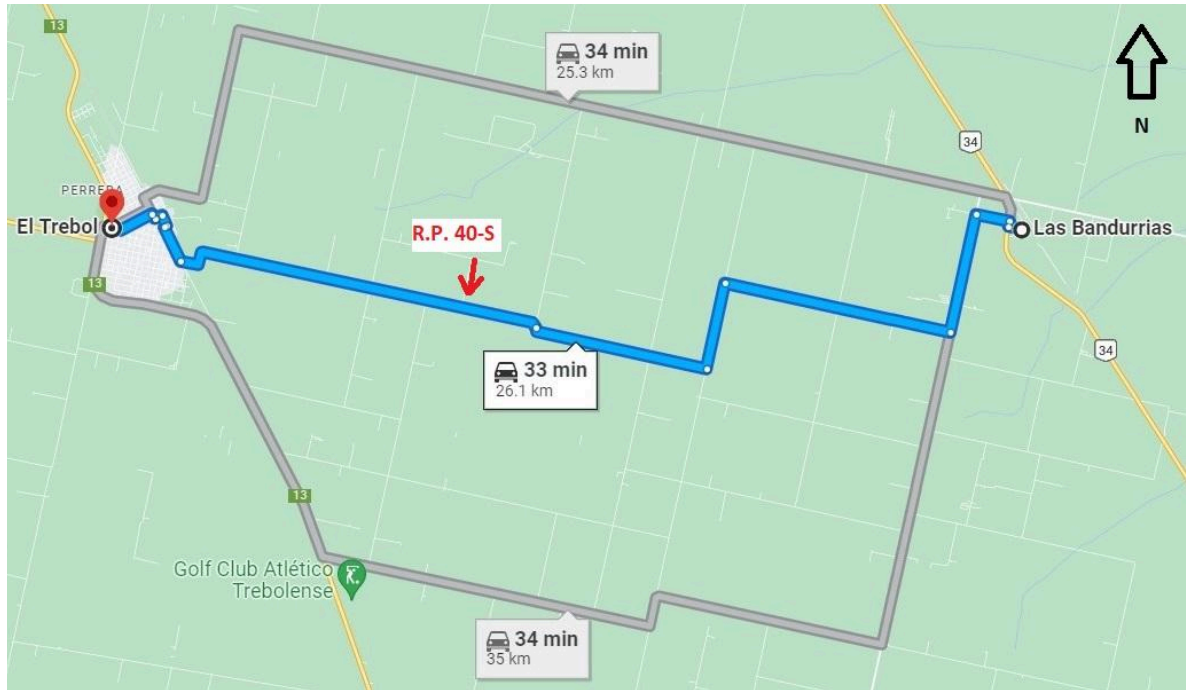 13
34 min
25.3 km
N
34
PERRERA
El Trebol
Las Bandurrias
R.P. 40-S
13
34
33 min
26.1 km
13
Golf Club Atlético
Trebolense
34 min
35 km